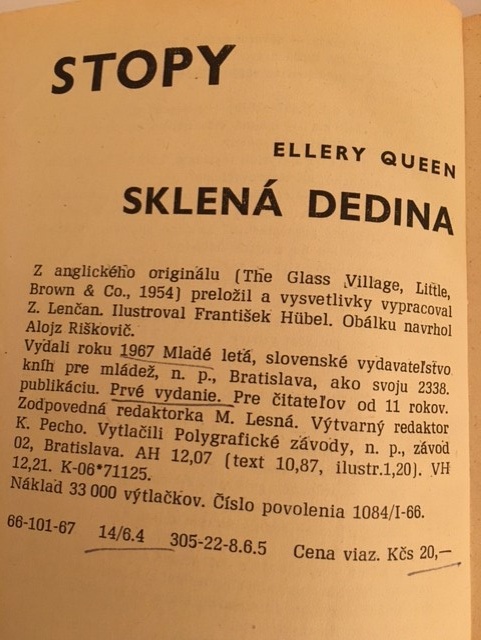 STOPY
ELLERY QUEEN
SKLENÁ DEDINA
Z anglického originálu (The Glass Village, Little,
Brown & Co., 1954) preložil a vysvetlivky vypracoval
Z. Lenčan. Ilustroval František Hübel. Obálku navrhol
Alojz Riškovič.
Vydali roku 1967 Mladé letá, slovenské vydavateľstvo
kníh pre mládež, n. p., Bratislava, ako svoju 2338.
publikáciu. Prvé vydanie. Pre čitateľov od 11 rokov.
Zodpovedná redaktorka M. Lesná. Výtvarný redaktor
K. Pecho. Vytlačili Polygrafické závody, n. p., závod
02, Bratislava. AH 12,07 (text 10,87, ilustr.1,20). VH
12,21. K-06*71125.
Náklad 33 000 výtlačkov. Číslo povolenia 1084/I-66.
66-101-67 14/6.4 305-22-8.6.5 Cena viaz. Kčs 20,—